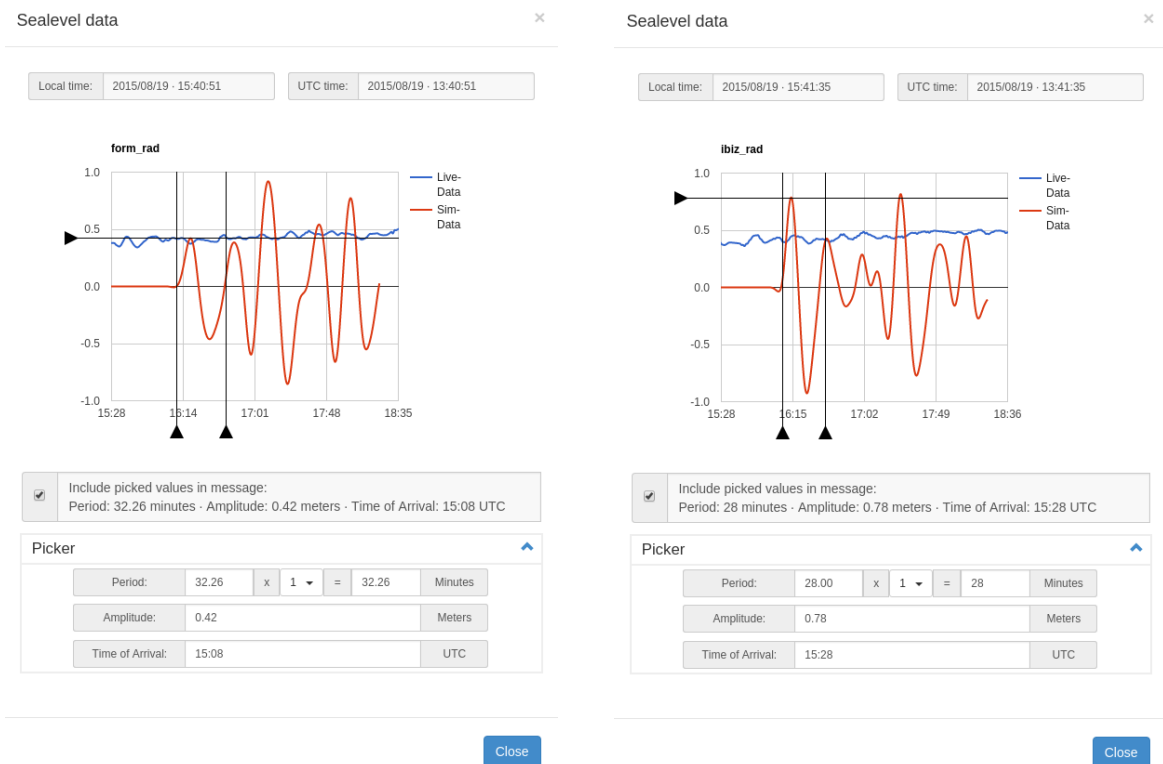 Sealevel data ×
Local time: 2015/08/19 · 15:40:51 UTC time: 2015/08/19 · 13:40:51
form_rad
1.0
0.5
0.0
-0.5
-1.0
15:28 16:14 17:01 17:48 18:35
Live-
Data
Sim-
Data
Include picked values in message:
Period: 32.26 minutes · Amplitude: 0.42 meters · Time of Arrival: 15:08 UTC
Picker
Period: 32.26 x 1 = 32.26 Minutes
Amplitude: 0.42 Meters
Time of Arrival: 15:08 UTC
Close
Sealevel data ×
Local time: 2015/08/19 · 15:41:35 UTC time: 2015/08/19 · 13:41:35
ibiz_rad
1.0
0.5
0.0
-0.5
-1.0
15:28 16:15 17:02 17:49 18:36
Live-
Data
Sim-
Data
Include picked values in message:
Period: 28 minutes · Amplitude: 0.78 meters · Time of Arrival: 15:28 UTC
Picker
Period: 28.00 x 1 = 28 Minutes
Amplitude: 0.78 Meters
Time of Arrival: 15:28 UTC
Close